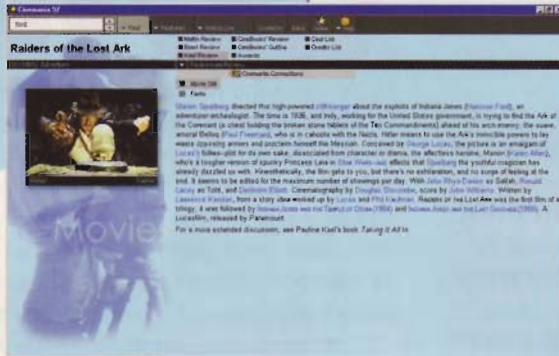 Cinemania 97
find
Find
Raiders of the Lost Ark
Maltin Review
CineBooks' Review
Cast List
Ebert Review
CineBooks' Outline
Credits List
Kael Review
Awards
Cinemania Connections
Movie Still
Facts
Steven Spielberg directed this high-powered cliffhanger about the exploits of Indiana Jones (Harrison Ford), an
adventurer-archeologist. The time is 1936, and Indy, working for the United States government, is trying to find the Ark of
the Covenant (a chest holding the broken stone tablets of the Ten Commandments) ahead of his arch-enemy; the suave,
amoral Belloq (Paul Freeman), who is in cahoots with the Nazis. Hitler means to use the Ark's invincible powers to lay
waste opposing armies and proclaim himself the Messiah. Conceived by George Lucas, the picture is an amalgam of
Lucas's follies—plot for its own sake, dissociated from character or drama, the affectless heroine, Marion (Karen Allen),
who's a tougher version of spunky Princess Leia in Star Wars—and effects that Spielberg the youthful magician has
already dazzled us with. Kinesthetically, the film gets to you, but there's no exhilaration, and no surge of feeling at the
end. It seems to be edited for the maximum number of showings per day. With John Rhys-Davies as Sallah, Ronald
Lacey as Toht, and Denholm Elliott. Cinematography by Douglas Slocombe, score by John Williams. Written by
Lawrence Kasdan, from a story idea worked up by Lucas and Phil Kaufman. Raiders of the Lost Ark was the first film of a
trilogy; it was followed by Indiana Jones and the Temple of Doom (1984) and Indiana Jones and the Last Crusade (1989). A
Lucasfilm, released by Paramount.
For a more extended discussion, see Pauline Kael's book Taking It All In.
Movie